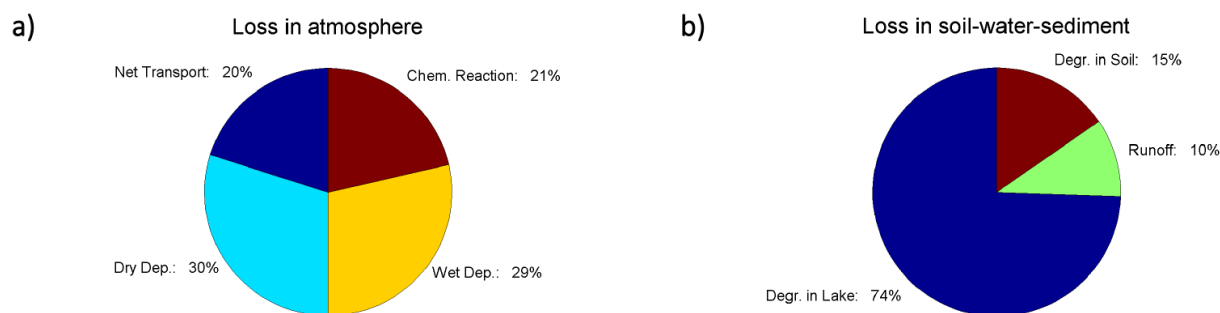 a)
Loss in atmosphere
Net Transport: 20%
Chem. Reaction: 21%
Dry Dep.: 30%
Wet Dep.: 29%
b)
Loss in soil-water-sediment
Degr. in Soil: 15%
Runoff: 10%
Degr. in Lake: 74%